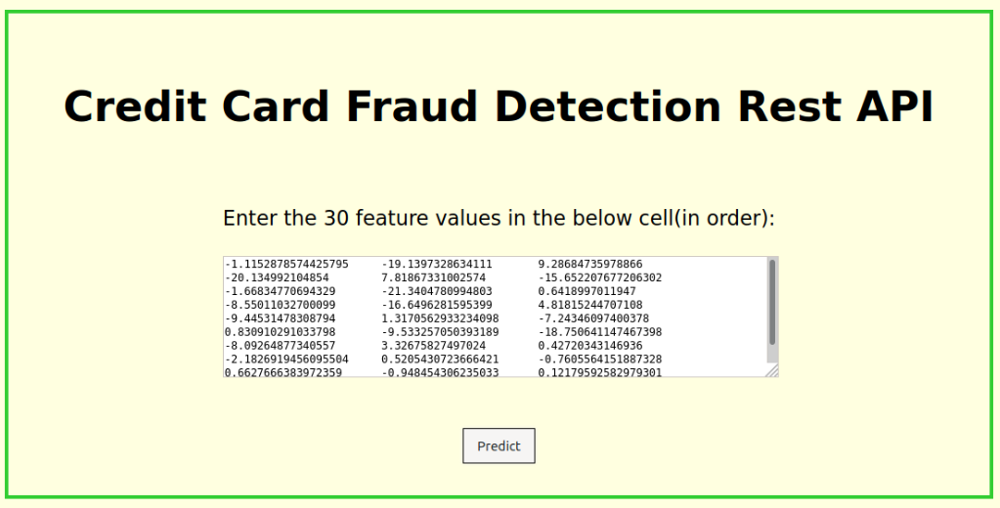 Credit Card Fraud Detection Rest API
Enter the 30 feature values in the below cell(in order):
-1.1152878574425795 -19.1397328634111 9.28684735978866
-20.134992104854 7.81867331002574 -15.652207677206302
-1.66834770694329 -21.3404780994803 0.6418997011947
-8.55011032700099 -16.6496281595399 4.81815244707108
-9.44531478308794 1.3170562933234098 -7.24346097400378
0.830910291033798 -9.533257050393189 -18.750641147467398
-8.09264877340557 3.32675827497024 0.42720343146936
-2.1826919456095504 0.5205430723666421 -0.7605564151887328
0.6627666383972359 -0.948454306235033 0.12179592582979301
Predict